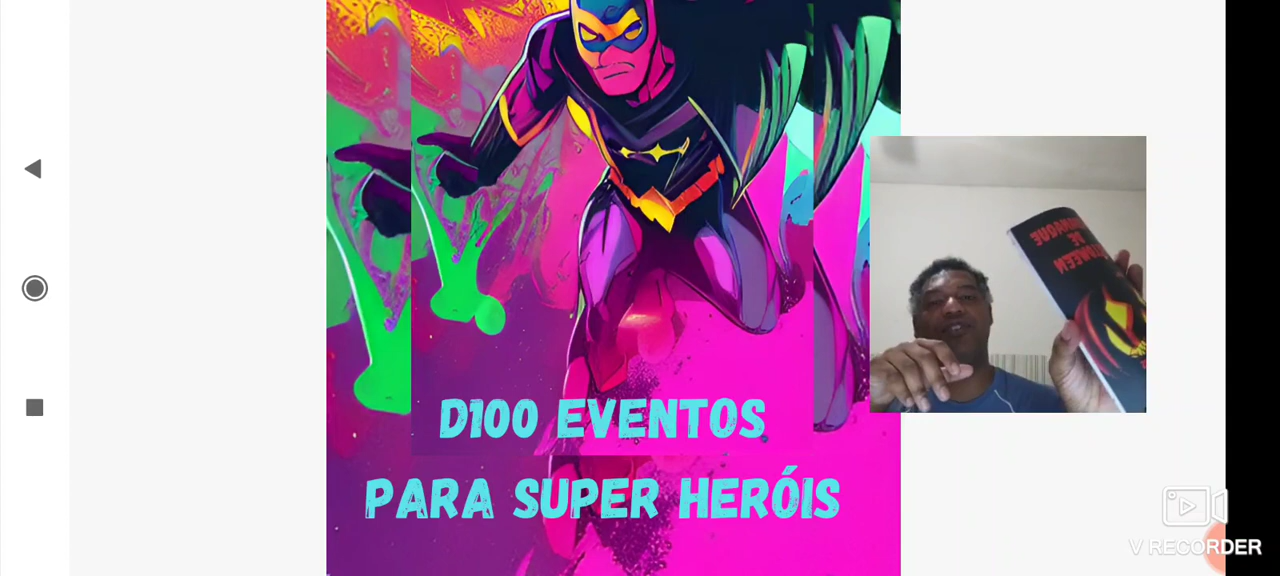 D100 EVENTOS
PARA SUPER HERÓIS
V RECORDER